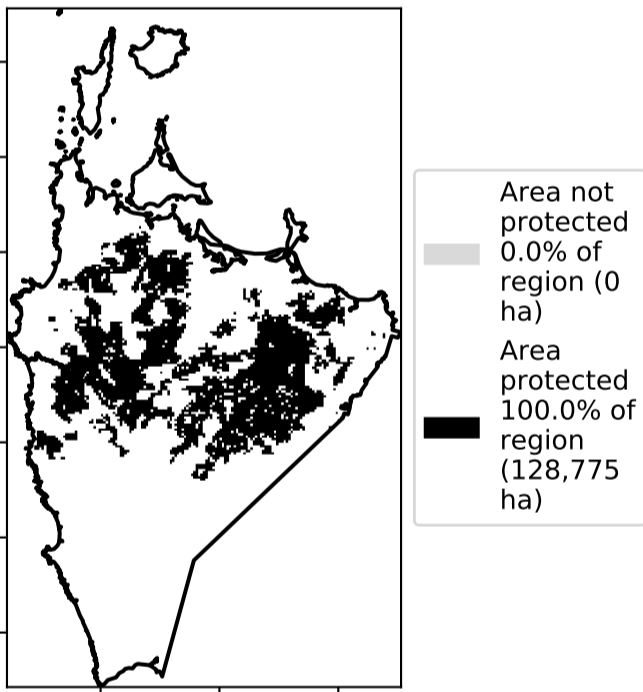 Area not
protected
0.0% of
region (0
ha)
Area
protected
100.0% of
region
(128,775
ha)